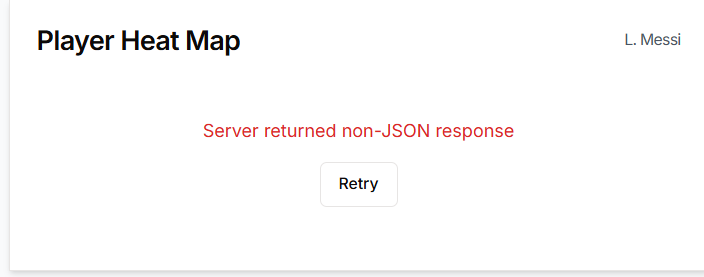 Player Heat Map
L. Messi
Server returned non-JSON response
Retry